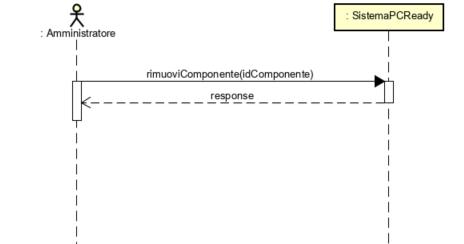 : Amministratore
: SistemaPCReady
rimuoviComponente(idComponente)
response